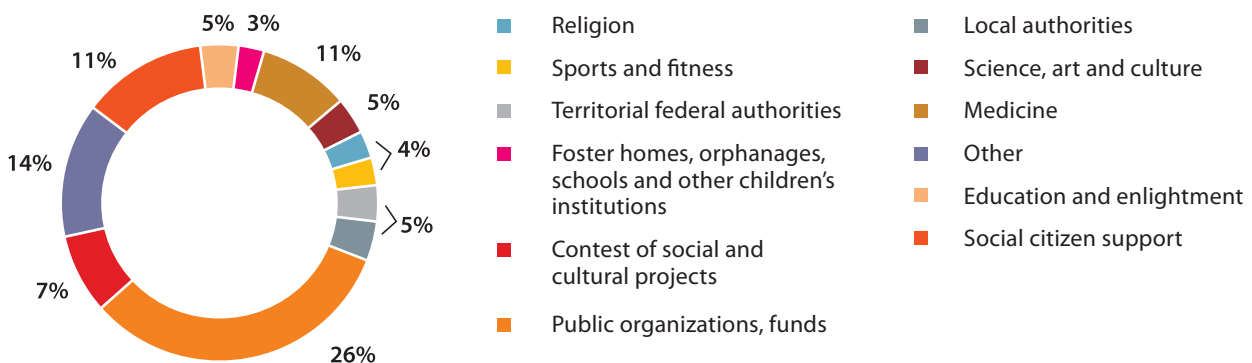 5%
3%
11%
11%
5%
4%
14%
5%
7%
26%
Religion
Sports and fitness
Territorial federal authorities
Foster homes, orphanages,
schools and other children's
institutions
Contest of social and
cultural projects
Public organizations, funds
Local authorities
Science, art and culture
Medicine
Other
Education and enlightment
Social citizen support